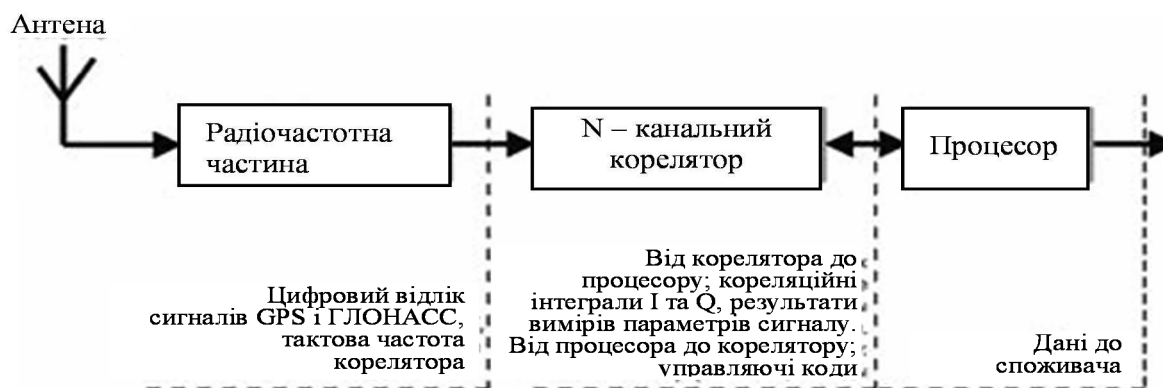 Антена
Радіочастотна
частина
N – канальний
корелятор
Процесор
Цифровий відлік
сигналів GPS і ГЛОНАСС,
тактова частота
корелятора
Від корелятора до
процесору; кореляційні
інтеграли I та Q, результати
вимірів параметрів сигналу.
Від процесора до корелятору;
управляючі коди
Дані до
споживача